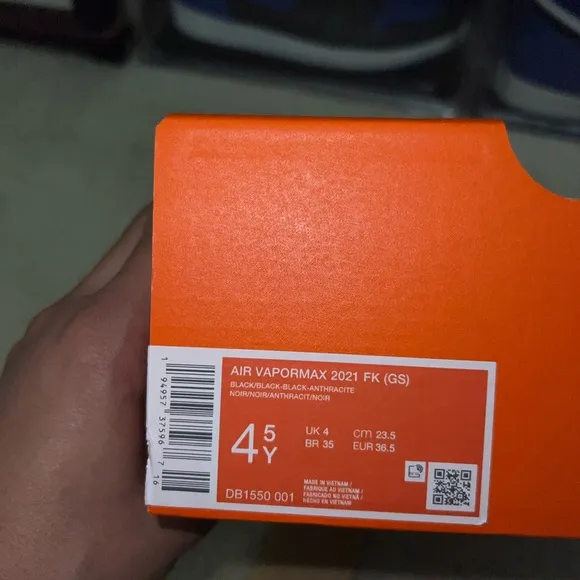 AIR VAPORMAX 2021 FK (GS)
BLACK/BLACK-BLACK-ANTHRACITE
NOIR/NOIR/ANTHRACIT/NOIR
4 5 Y
UK 4 cm 23.5
BR 35 EUR 36.5
DB1550 001
MADE IN VIETNAM /
FABRIQUE AU VIETNAM /
FABRICADO NO VIETNÃ /
HECHO EN VIETNAM
1 94957 37596 7
16